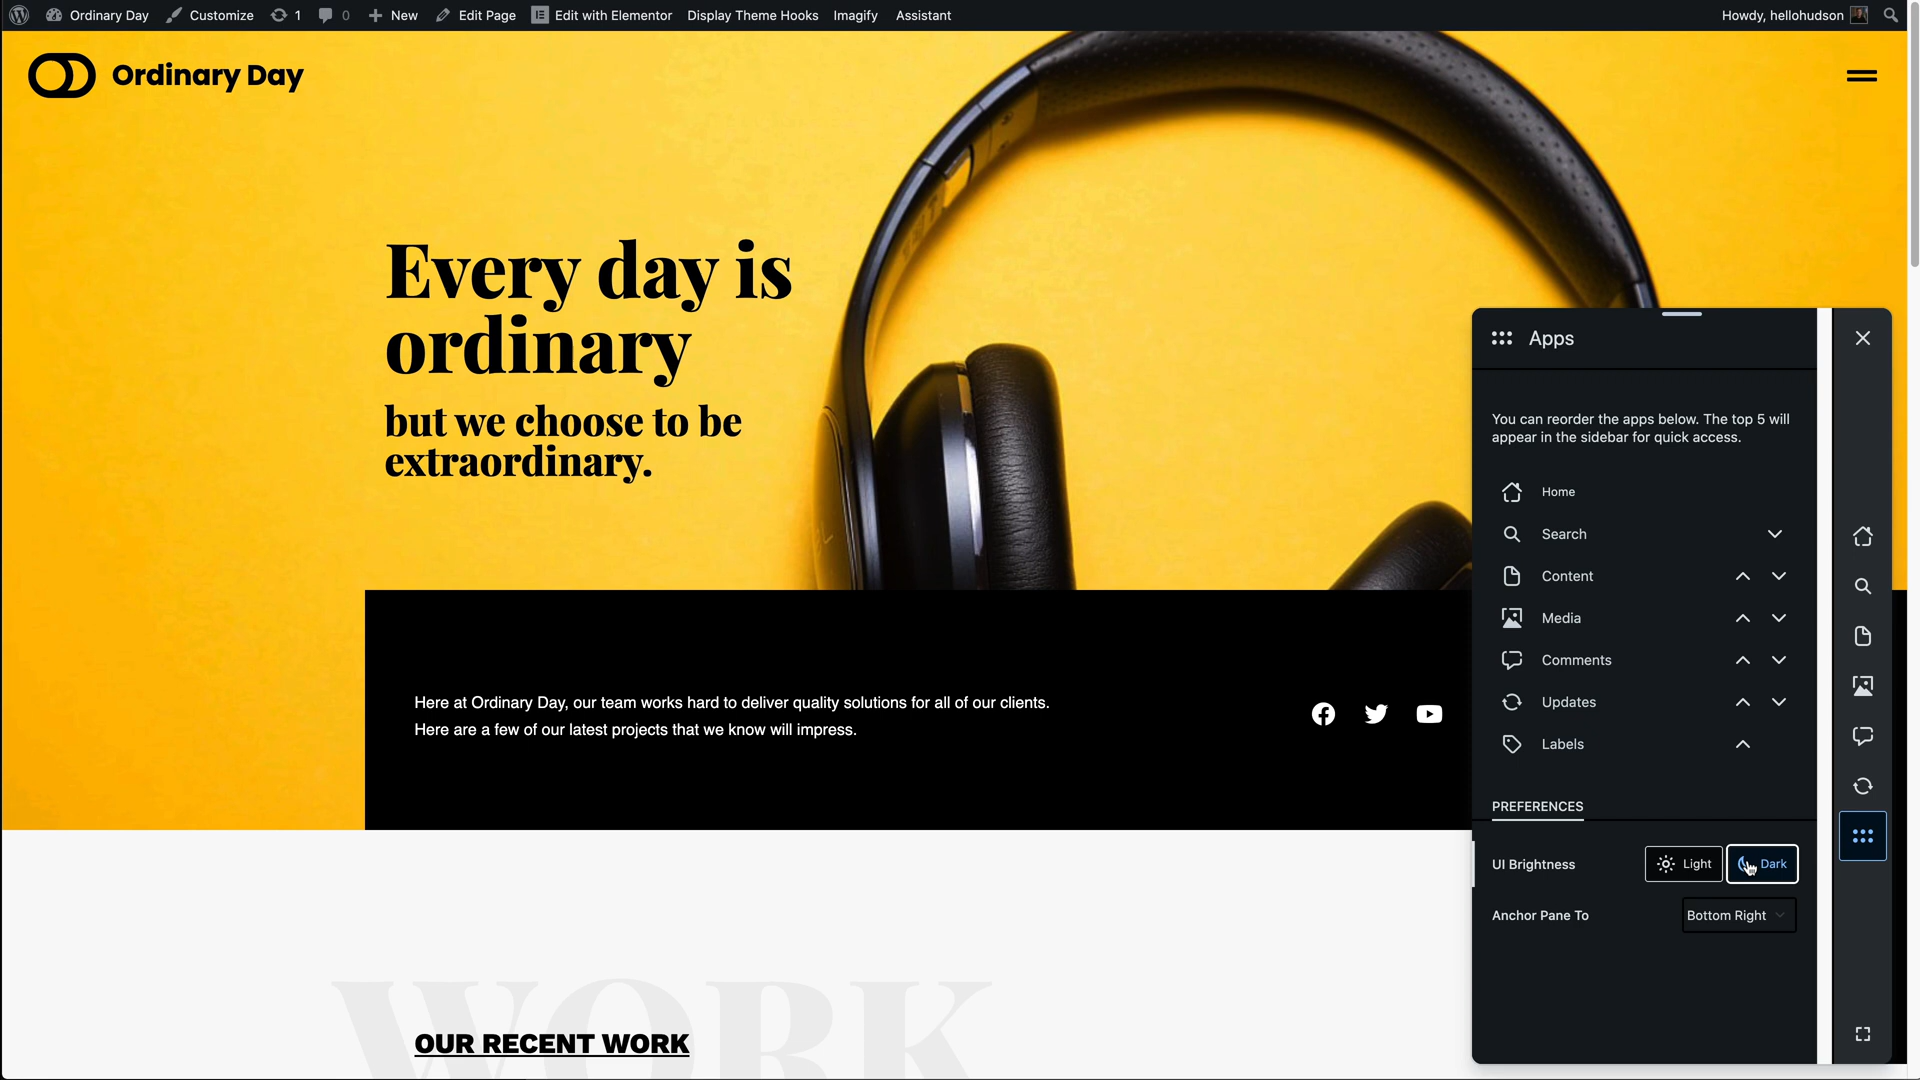 Ordinary Day Customize 1 0 New Edit Page Edit with Elementor Display Theme Hooks Imagify Assistant Howdy, hellohudson
Ordinary Day
Every day is
ordinary
but we choose to be
extraordinary.
Here at Ordinary Day, our team works hard to deliver quality solutions for all of our clients.
Here are a few of our latest projects that we know will impress.
WORK
OUR RECENT WORK
Apps
You can reorder the apps below. The top 5 will
appear in the sidebar for quick access.
Home
Search
Content
Media
Comments
Updates
Labels
PREFERENCES
UI Brightness Light Dark
Anchor Pane To Bottom Right